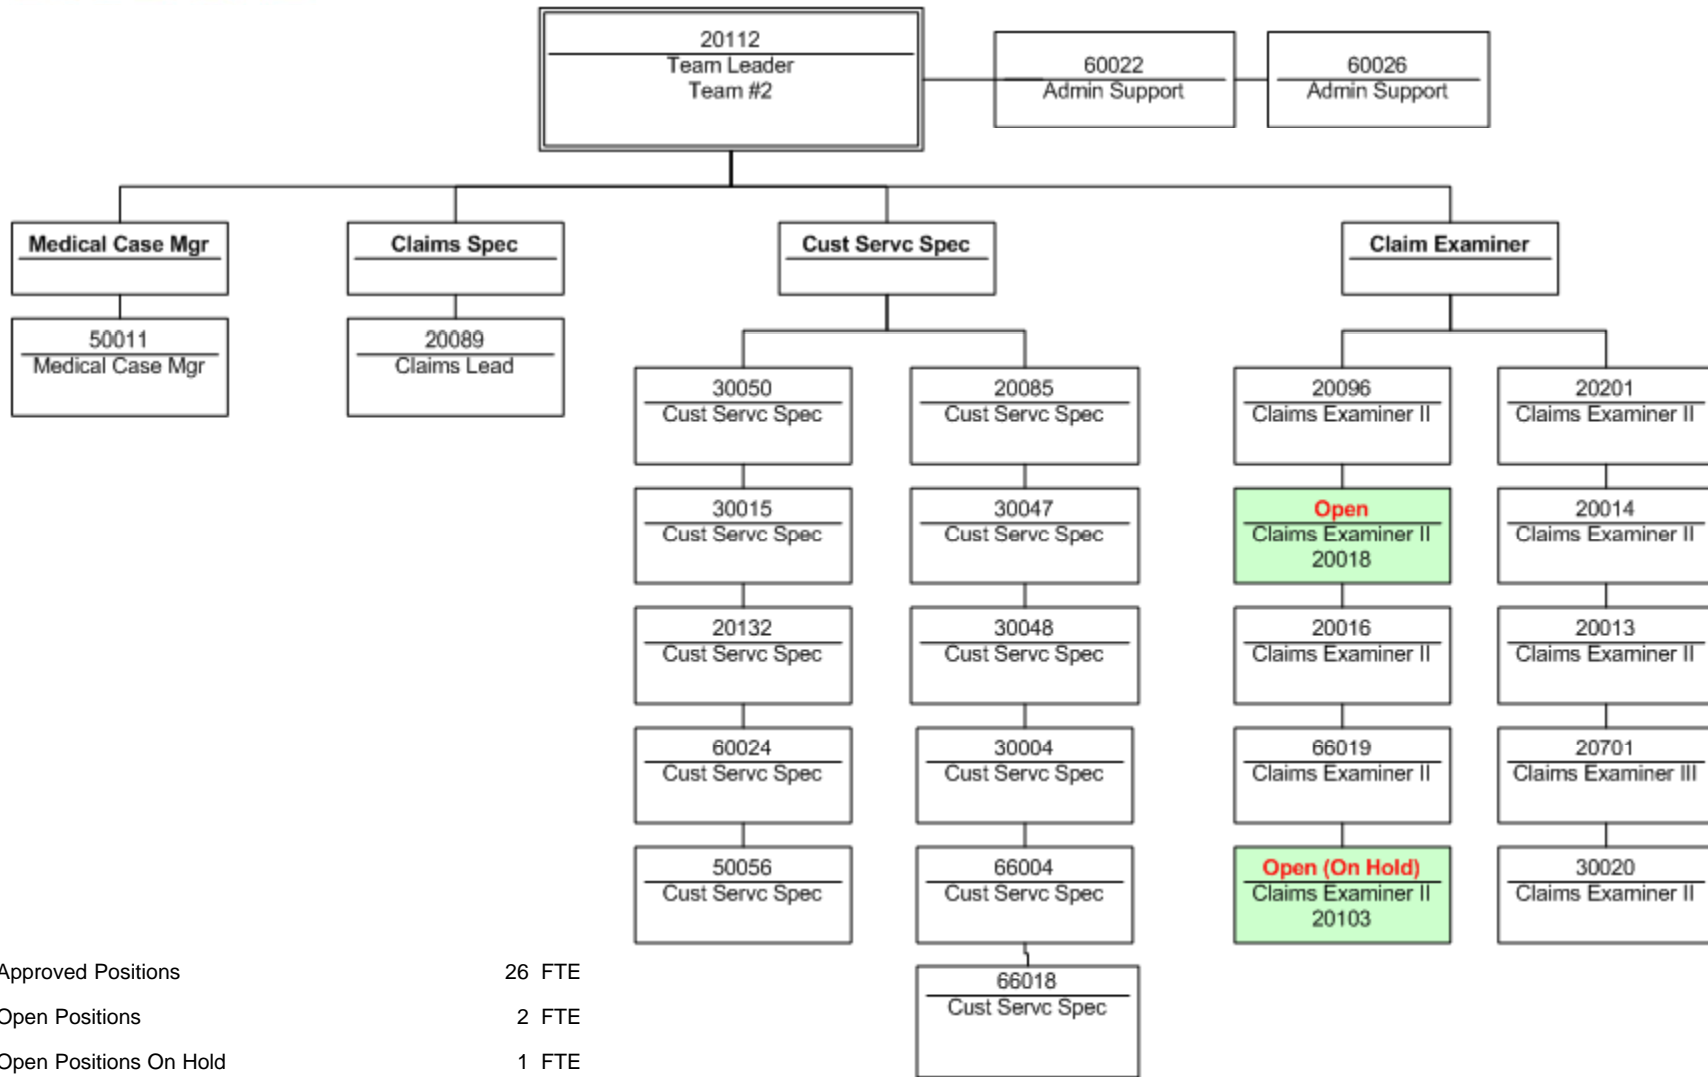 20112
Team Leader
Team #2
60022
Admin Support
60026
Admin Support
Medical Case Mgr
Claims Spec
Cust Servc Spec
Claim Examiner
50011
Medical Case Mgr
20089
Claims Lead
30050
Cust Servc Spec
20085
Cust Servc Spec
20096
Claims Examiner II
20201
Claims Examiner II
30015
Cust Servc Spec
30047
Cust Servc Spec
Open
Claims Examiner II
20018
20014
Claims Examiner II
20132
Cust Servc Spec
30048
Cust Servc Spec
20016
Claims Examiner II
20013
Claims Examiner II
60024
Cust Servc Spec
30004
Cust Servc Spec
66019
Claims Examiner II
20701
Claims Examiner III
50056
Cust Servc Spec
66004
Cust Servc Spec
Open (On Hold)
Claims Examiner II
20103
30020
Claims Examiner II
66018
Cust Servc Spec
Approved Positions 26 FTE
Open Positions 2 FTE
Open Positions On Hold 1 FTE